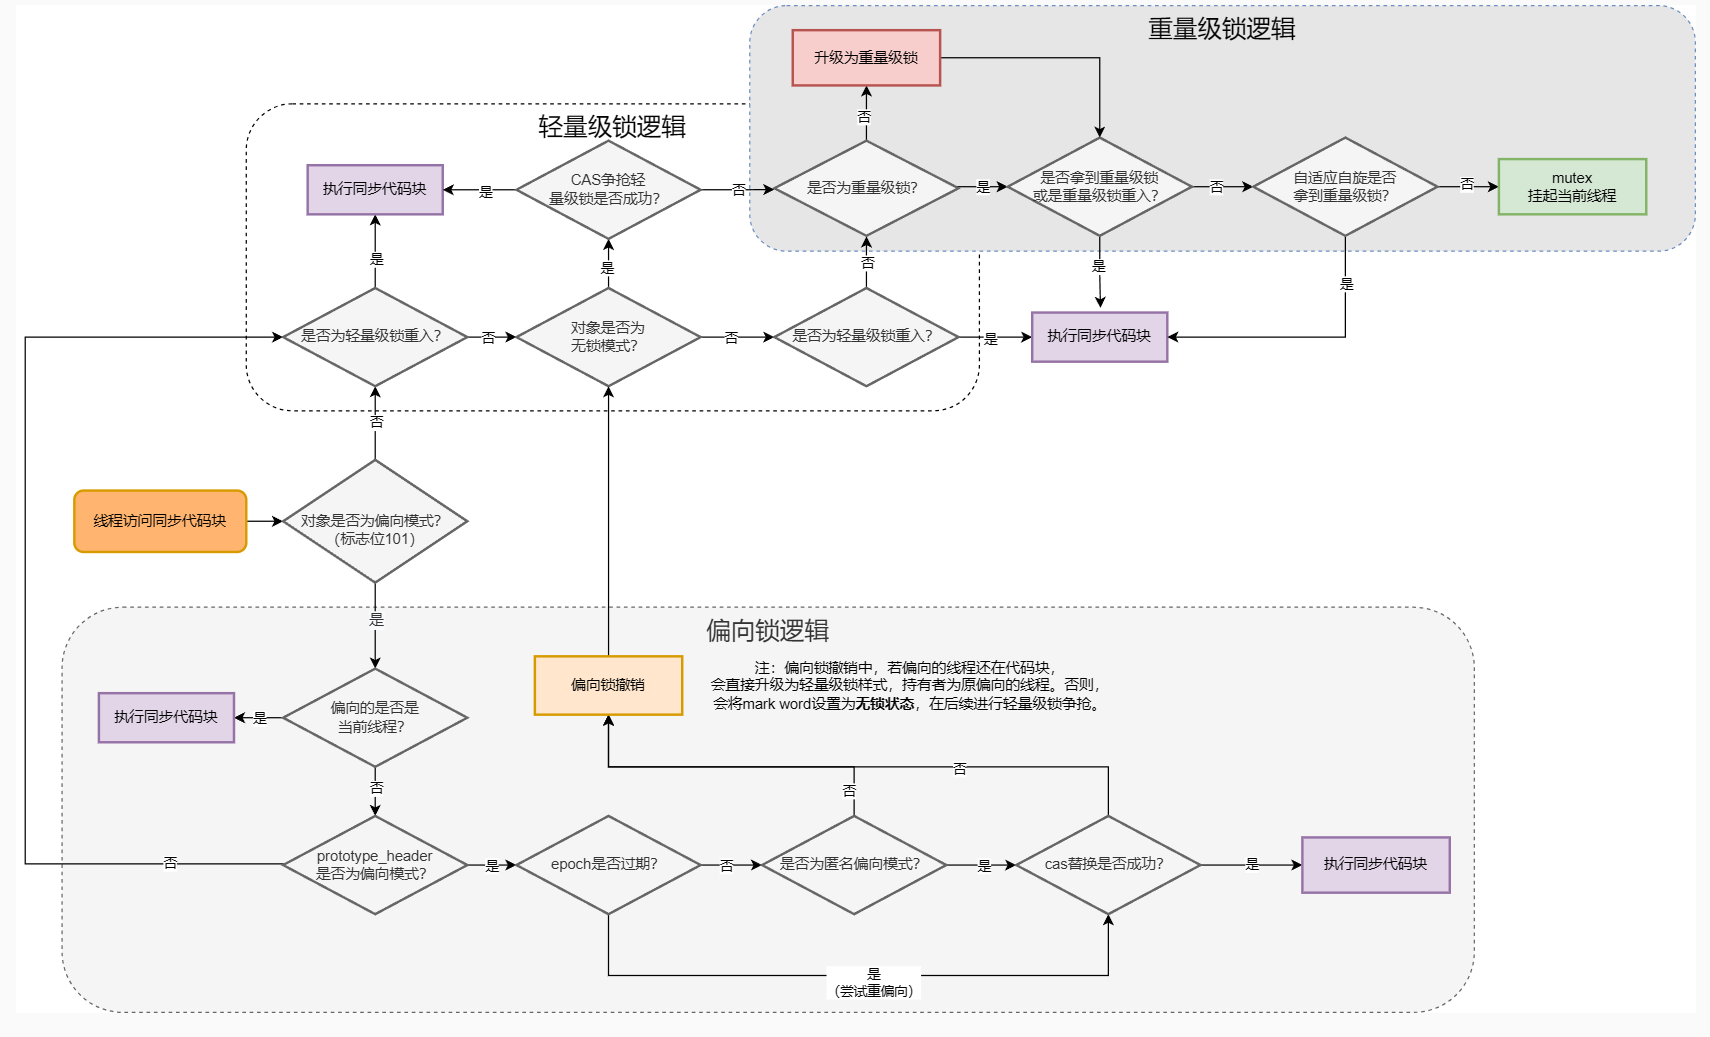 重量级锁逻辑
升级为重量级锁
否
轻量级锁逻辑
执行同步代码块
是
CAS争抢轻
量级锁是否成功?
否
是否为重量级锁?
是
是否拿到重量级锁
或是重量级锁重入?
否
自适应自旋是否
拿到重量级锁?
否
mutex
挂起当前线程
是
是
否
是
是
是否为轻量级锁重入?
否
对象是否为
无锁模式?
否
是否为轻量级锁重入?
是
执行同步代码块
否
线程访问同步代码块
对象是否为偏向模式?
(标志位101)
是
偏向锁逻辑
偏向锁撤销
注：偏向锁撤销中，若偏向的线程还在代码块，
会直接升级为轻量级锁样式，持有者为原偏向的线程。否则，
会将mark word设置为无锁状态，在后续进行轻量级锁争抢。
执行同步代码块
是
偏向的是否是
当前线程?
否
否
否
否
prototype_header
是否为偏向模式?
是
epoch是否过期?
否
是否为匿名偏向模式?
是
cas替换是否成功?
是
执行同步代码块
是
(尝试重偏向)